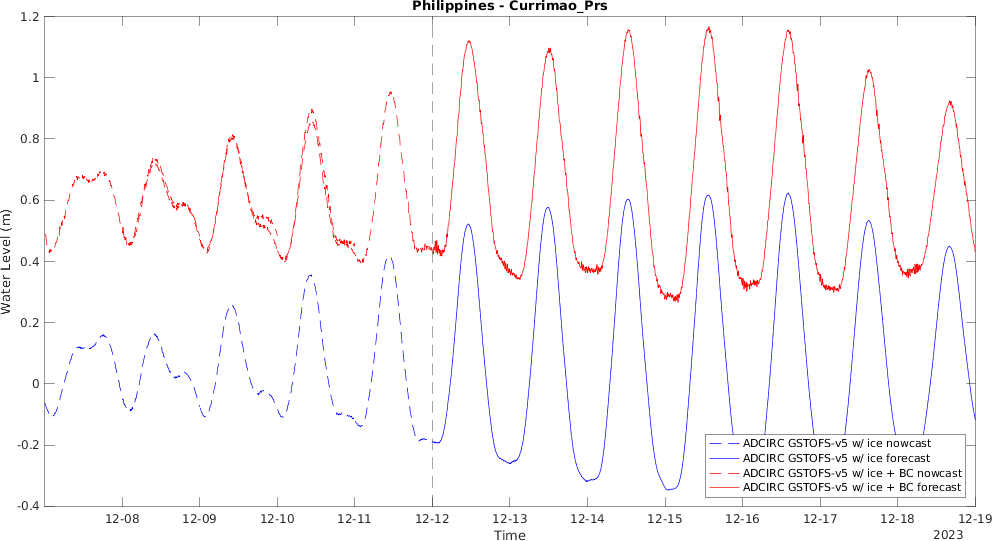 Philippines - Currimao_Prs
1.2
1
0.8
0.6
0.4
0.2
0
-0.2
-0.4
Water Level (m)
ADCIRC GSTOFS-v5 w/ ice nowcast
ADCIRC GSTOFS-v5 w/ ice forecast
ADCIRC GSTOFS-v5 w/ ice + BC nowcast
ADCIRC GSTOFS-v5 w/ ice + BC forecast
12-08 12-09 12-10 12-11 12-12 12-13 12-14 12-15 12-16 12-17 12-18 12-19
Time
2023